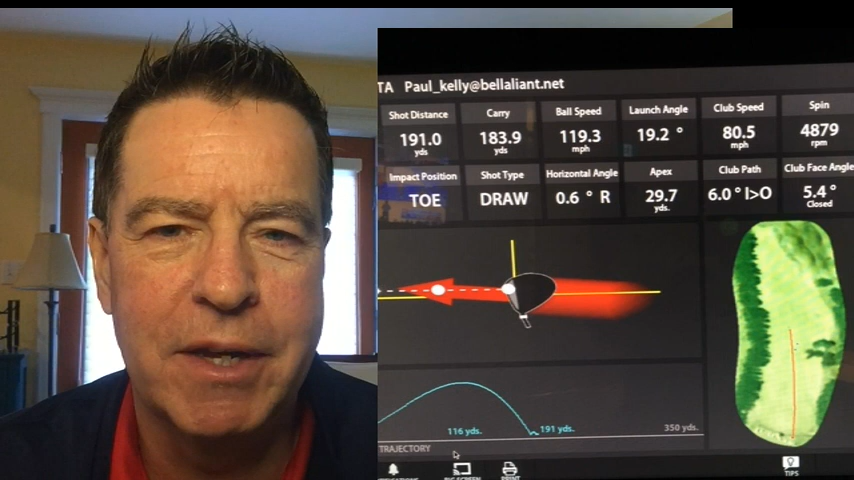 TA Paul_kelly@bellaliant.net
Shot Distance Carry Ball Speed Launch Angle Club Speed Spin
191.0 183.9 119.3 19.2 ° 80.5 4879
yds yds mph mph rpm
Impact Position Shot Type Horizontal Angle Apex Club Path Club Face Angle
TOE DRAW 0.6 ° R 29.7 6.0 ° I>O 5.4 °
yds. Closed
116 yds. 191 yds. 350 yds.
TRAJECTORY
BIG SCREEN PRINT TIPS